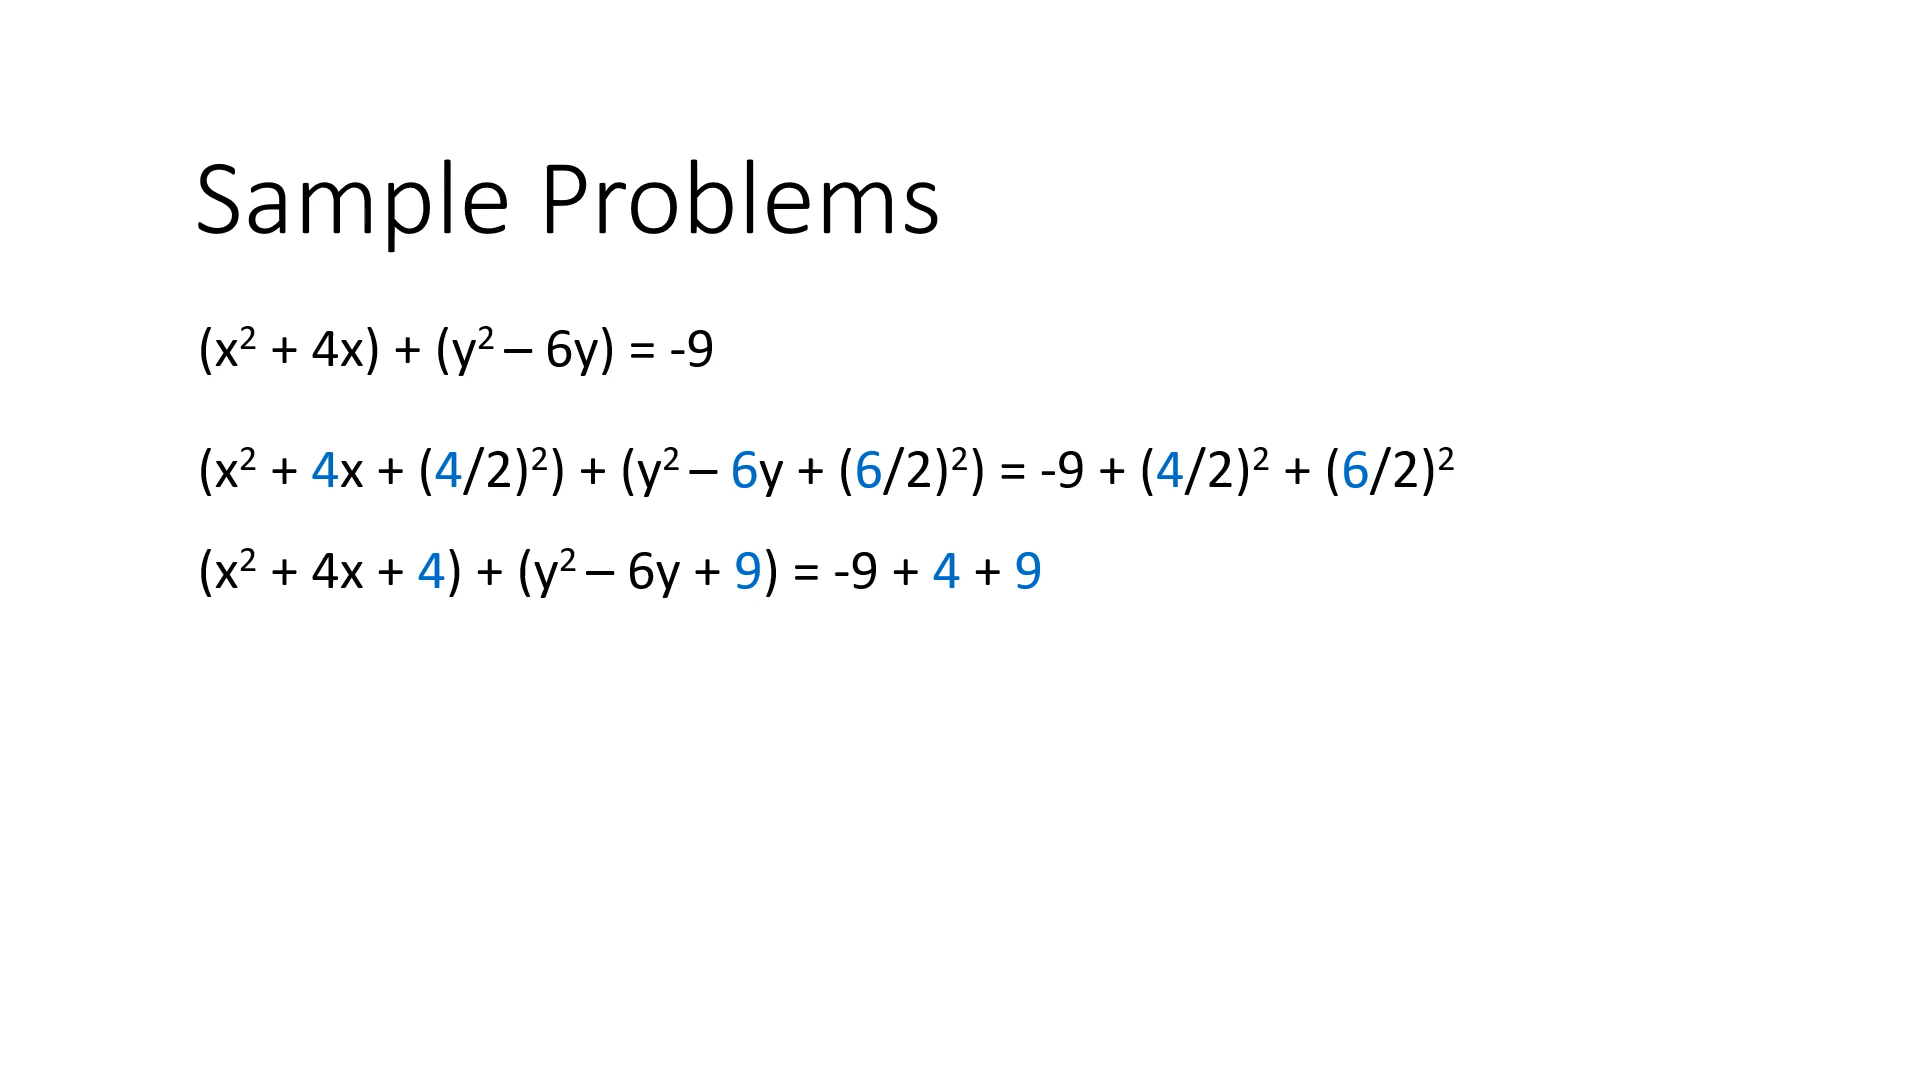 Sample Problems
(x² + 4x) + (y² – 6y) = -9
(x² + 4x + (4/2)²) + (y² – 6y + (6/2)²) = -9 + (4/2)² + (6/2)²
(x² + 4x + 4) + (y² – 6y + 9) = -9 + 4 + 9